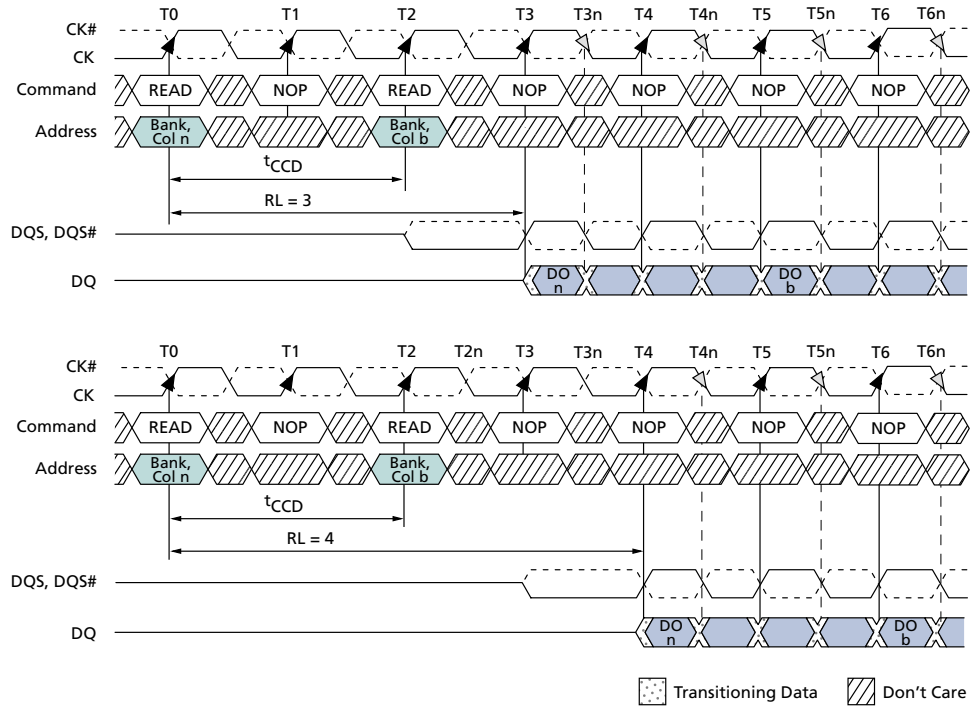 T0 T1 T2 T3 T3n T4 T4n T5 T5n T6 T6n
CK#
CK
Command READ NOP READ NOP NOP NOP NOP
Address Bank, Col n Bank, Col b
tCCD
RL = 3
DQS, DQS#
DQ DO n DO b
T0 T1 T2 T2n T3 T3n T4 T4n T5 T5n T6 T6n
CK#
CK
Command READ NOP READ NOP NOP NOP NOP
Address Bank, Col n Bank, Col b
tCCD
RL = 4
DQS, DQS#
DQ DO n DO b
Transitioning Data Don't Care